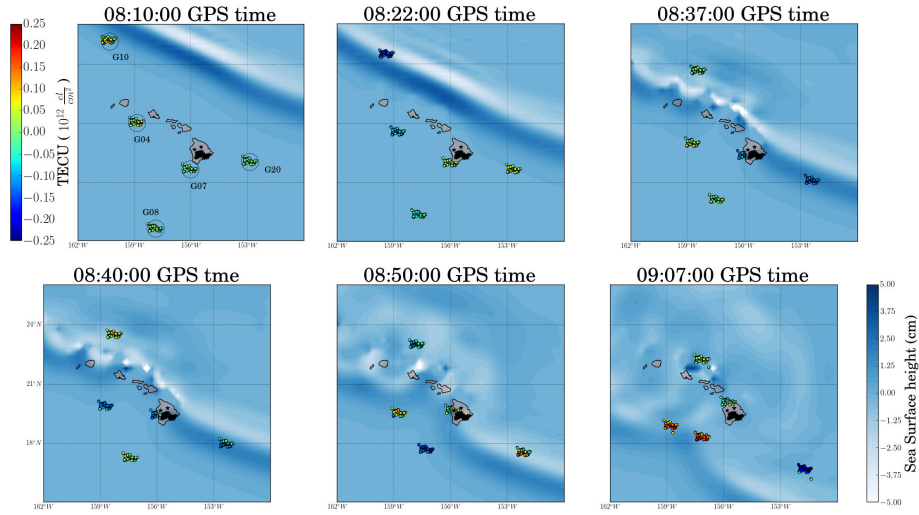 08:10:00 GPS time
08:22:00 GPS time
08:37:00 GPS time
0.25
0.20
0.15
0.10
0.05
0.00
−0.05
−0.10
−0.15
−0.20
−0.25
TECU ( 10^12 el/cm^2 )
G10
G04
G20
G07
G08
162°W
159°W
156°W
153°W
162°W
159°W
156°W
153°W
162°W
159°W
156°W
153°W
08:40:00 GPS tme
08:50:00 GPS time
09:07:00 GPS time
24°N
21°N
18°N
162°W
159°W
156°W
153°W
162°W
159°W
156°W
153°W
162°W
159°W
156°W
153°W
5.00
3.75
2.50
1.25
0.00
−1.25
−2.50
−3.75
−5.00
Sea Surface height (cm)